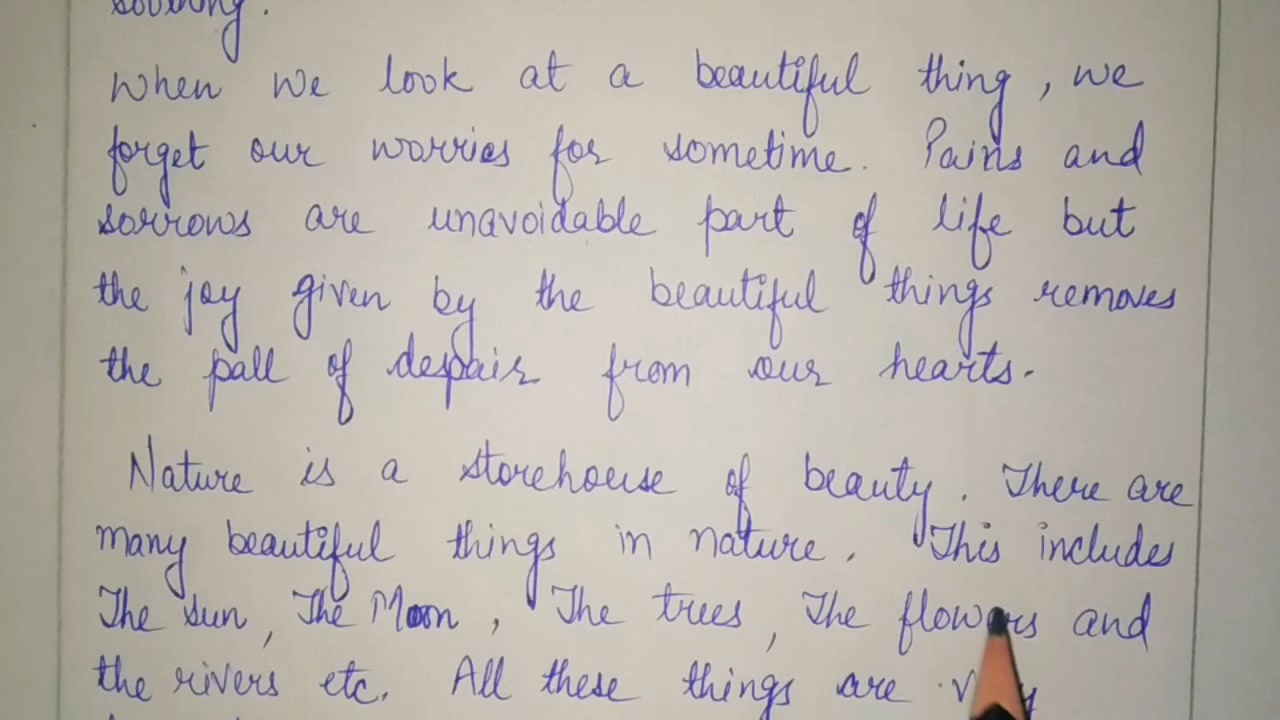 When we look at a beautiful thing, we
forget our worries for sometime. Pains and
sorrows are unavoidable part of life but
the joy given by the beautiful things removes
the pall of despair from our hearts.
Nature is a storehouse of beauty. There are
many beautiful things in nature. This includes
The sun, The Moon, The trees, The flowers and
the rivers etc. All these things are